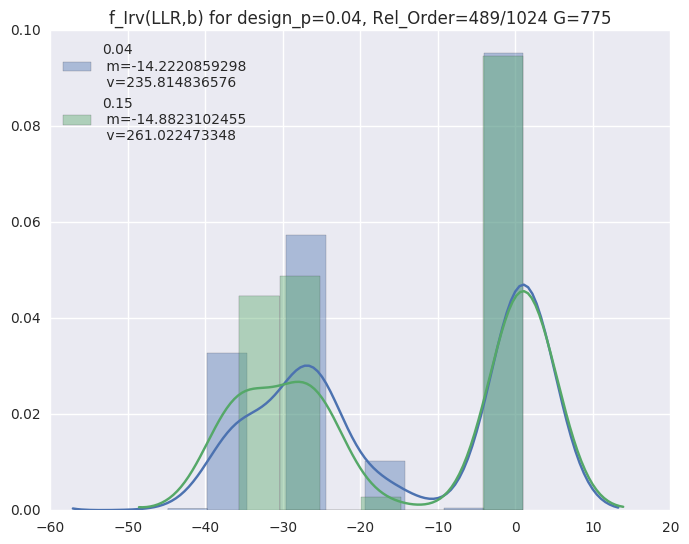 f_Irv(LLR,b) for design_p=0.04, Rel_Order=489/1024 G=775
0.04
m=-14.2220859298
v=235.814836576
0.15
m=-14.8823102455
v=261.022473348
0.10
0.08
0.06
0.04
0.02
0.00
−60 −50 −40 −30 −20 −10 0 10 20